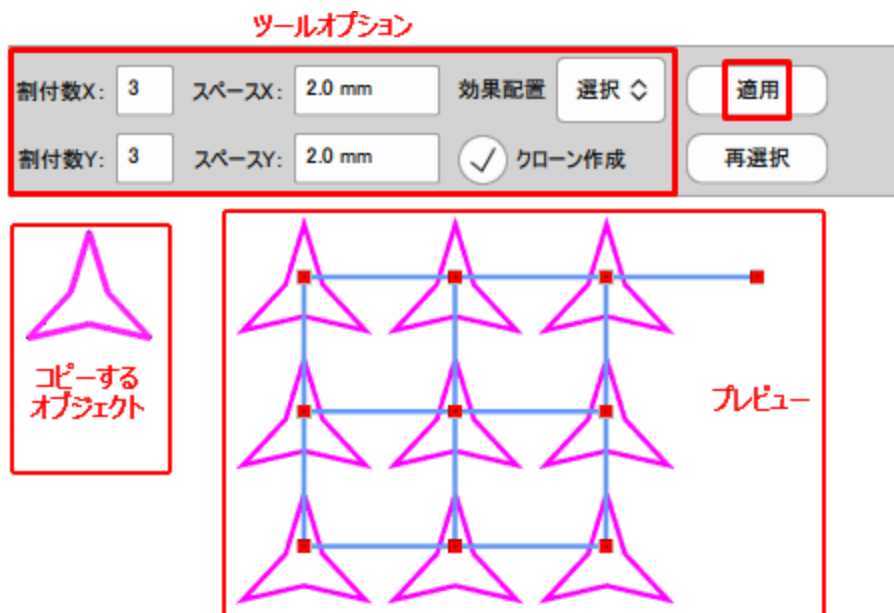 ツールオプション
割付数X: 3 スペースX: 2.0 mm 効果配置 選択 適用
割付数Y: 3 スペースY: 2.0 mm クローン作成 再選択
コピーする
オブジェクト
プレビュー